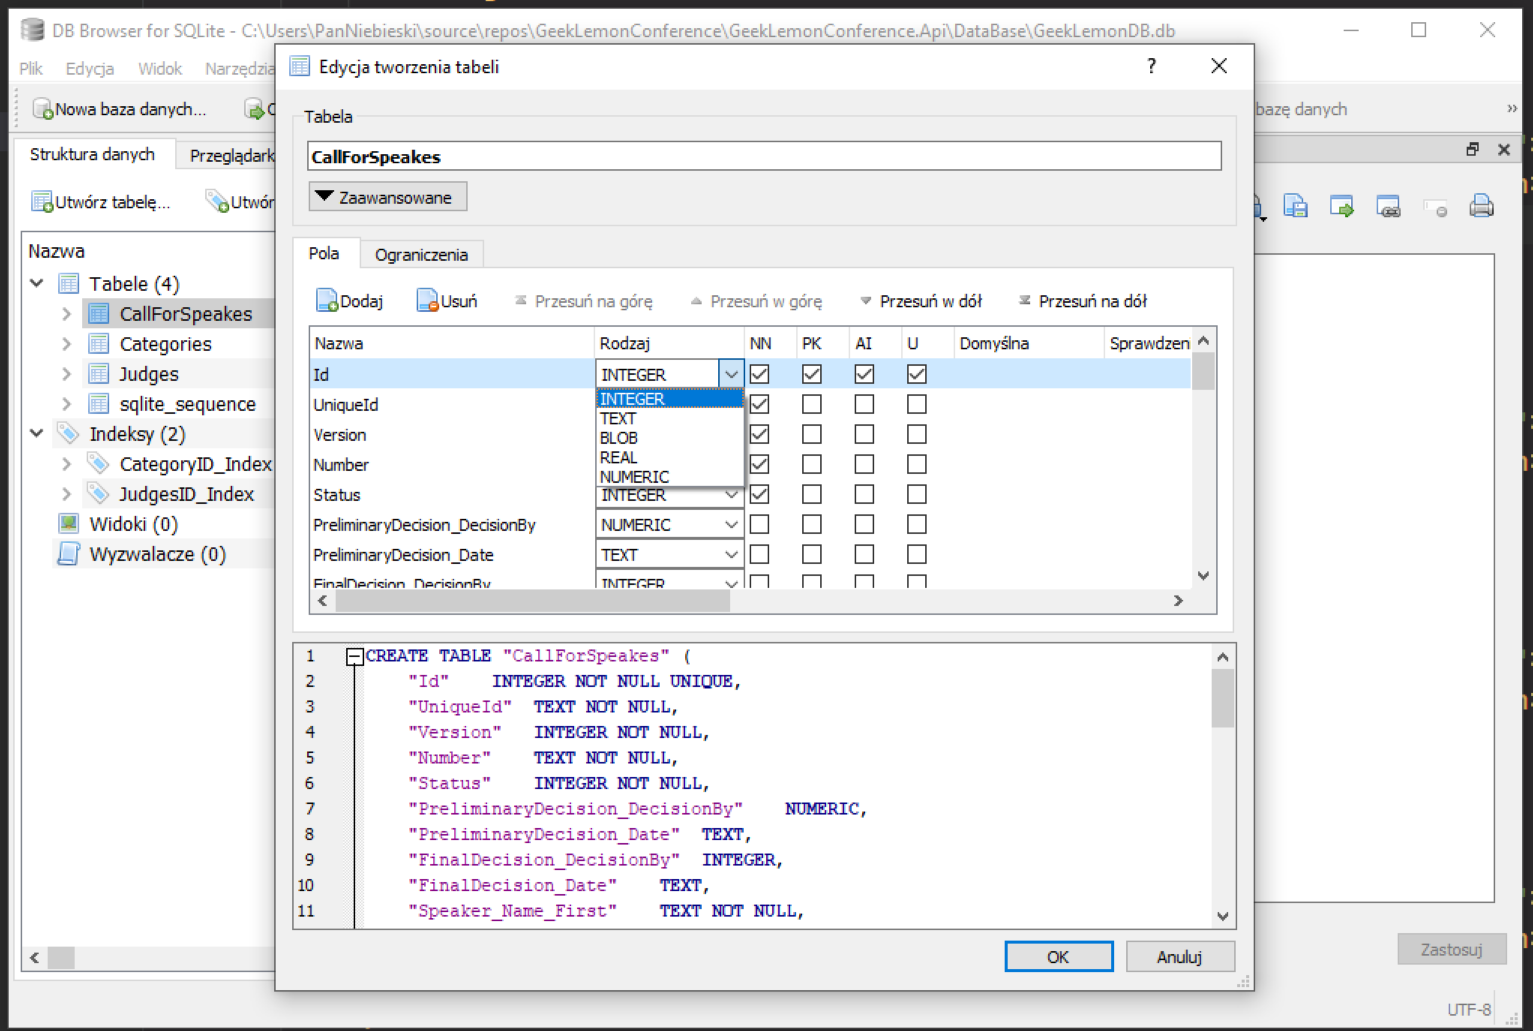 DB Browser for SQLite - C:\Users\PanNiebieski\source\repos\GeekLemonConference\GeekLemonConference.Api\DataBase\GeekLemonDB.db
Plik Edycja Widok Narzędzia
Nowa baza danych...
bazę danych
»
Struktura danych
Utwórz tabelę...
Nazwa
Tabele (4)
CallForSpeakes
Categories
Judges
sqlite_sequence
Indeksy (2)
CategoryID_Index
JudgesID_Index
Widoki (0)
Wyzwalacze (0)
Edycja tworzenia tabeli
?
Tabela
CallForSpeakes
Zaawansowane
Pola Ograniczenia
Dodaj Usuń Przesuń na górę Przesuń w górę Przesuń w dół Przesuń na dół
Nazwa Rodzaj NN PK AI U Domyślna Sprawdzen
Id INTEGER
INTEGER
TEXT
BLOB
REAL
NUMERIC
UniqueId
Version
Number
Status INTEGER
PreliminaryDecision_DecisionBy NUMERIC
PreliminaryDecision_Date TEXT
FinalDecision_DecisionBy INTEGER
1 CREATE TABLE "CallForSpeakes" (
2 "Id" INTEGER NOT NULL UNIQUE,
3 "UniqueId" TEXT NOT NULL,
4 "Version" INTEGER NOT NULL,
5 "Number" TEXT NOT NULL,
6 "Status" INTEGER NOT NULL,
7 "PreliminaryDecision_DecisionBy" NUMERIC,
8 "PreliminaryDecision_Date" TEXT,
9 "FinalDecision_DecisionBy" INTEGER,
10 "FinalDecision_Date" TEXT,
11 "Speaker_Name_First" TEXT NOT NULL,
OK Anuluj
Zastosuj
UTF-8